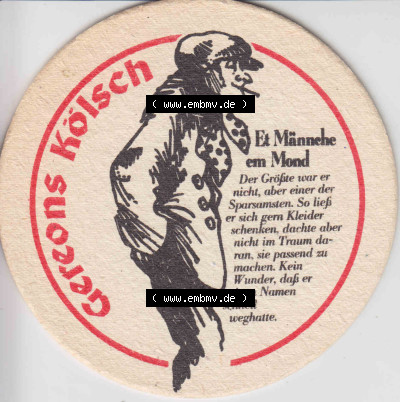 Gereons Kölsch
( www.embmv.de )
Et Männche
em Mond
Der Größte war er
nicht, aber einer der
Sparsamsten. So ließ
er sich gern Kleider
schenken, dachte aber
nicht im Traum da-
ran, sie passend zu
machen. Kein
Wunder, daß er
( www.embmv.de )
Namen
weghatte.